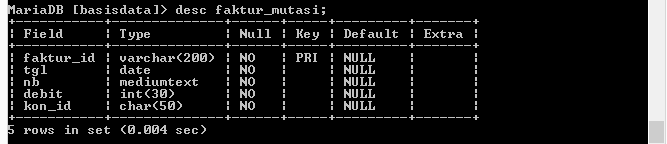 MariaDB [basisdata]> desc faktur_mutasi;
+-----------+--------------+------+-----+---------+-------+
| Field     | Type         | Null | Key | Default | Extra |
+-----------+--------------+------+-----+---------+-------+
| faktur_id | varchar(200) | NO   | PRI | NULL    |       |
| tgl       | date         | NO   |     | NULL    |       |
| nb        | mediumtext   | NO   |     | NULL    |       |
| debit     | int(30)      | NO   |     | NULL    |       |
| kon_id    | char(50)     | NO   |     | NULL    |       |
+-----------+--------------+------+-----+---------+-------+
5 rows in set (0.004 sec)